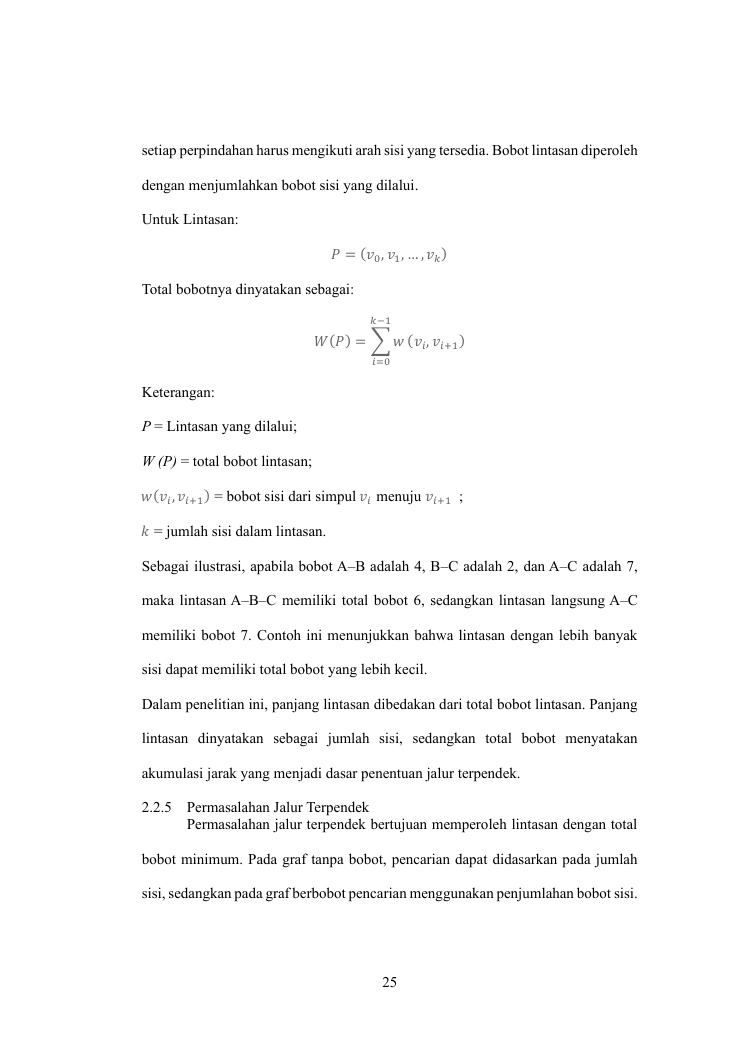 setiap perpindahan harus mengikuti arah sisi yang tersedia. Bobot lintasan diperoleh
dengan menjumlahkan bobot sisi yang dilalui.
Untuk Lintasan:
𝑃 = (𝑣₀, 𝑣₁, … , 𝑣ₖ)
Total bobotnya dinyatakan sebagai:
𝑊(𝑃) = ∑_{𝑖=0}^{𝑘−1} 𝑤 (𝑣ᵢ, 𝑣ᵢ₊₁)
Keterangan:
P = Lintasan yang dilalui;
W (P) = total bobot lintasan;
𝑤(𝑣ᵢ, 𝑣ᵢ₊₁) = bobot sisi dari simpul 𝑣ᵢ menuju 𝑣ᵢ₊₁ ;
𝑘 = jumlah sisi dalam lintasan.
Sebagai ilustrasi, apabila bobot A–B adalah 4, B–C adalah 2, dan A–C adalah 7,
maka lintasan A–B–C memiliki total bobot 6, sedangkan lintasan langsung A–C
memiliki bobot 7. Contoh ini menunjukkan bahwa lintasan dengan lebih banyak
sisi dapat memiliki total bobot yang lebih kecil.
Dalam penelitian ini, panjang lintasan dibedakan dari total bobot lintasan. Panjang
lintasan dinyatakan sebagai jumlah sisi, sedangkan total bobot menyatakan
akumulasi jarak yang menjadi dasar penentuan jalur terpendek.
2.2.5 Permasalahan Jalur Terpendek
Permasalahan jalur terpendek bertujuan memperoleh lintasan dengan total
bobot minimum. Pada graf tanpa bobot, pencarian dapat didasarkan pada jumlah
sisi, sedangkan pada graf berbobot pencarian menggunakan penjumlahan bobot sisi.
25